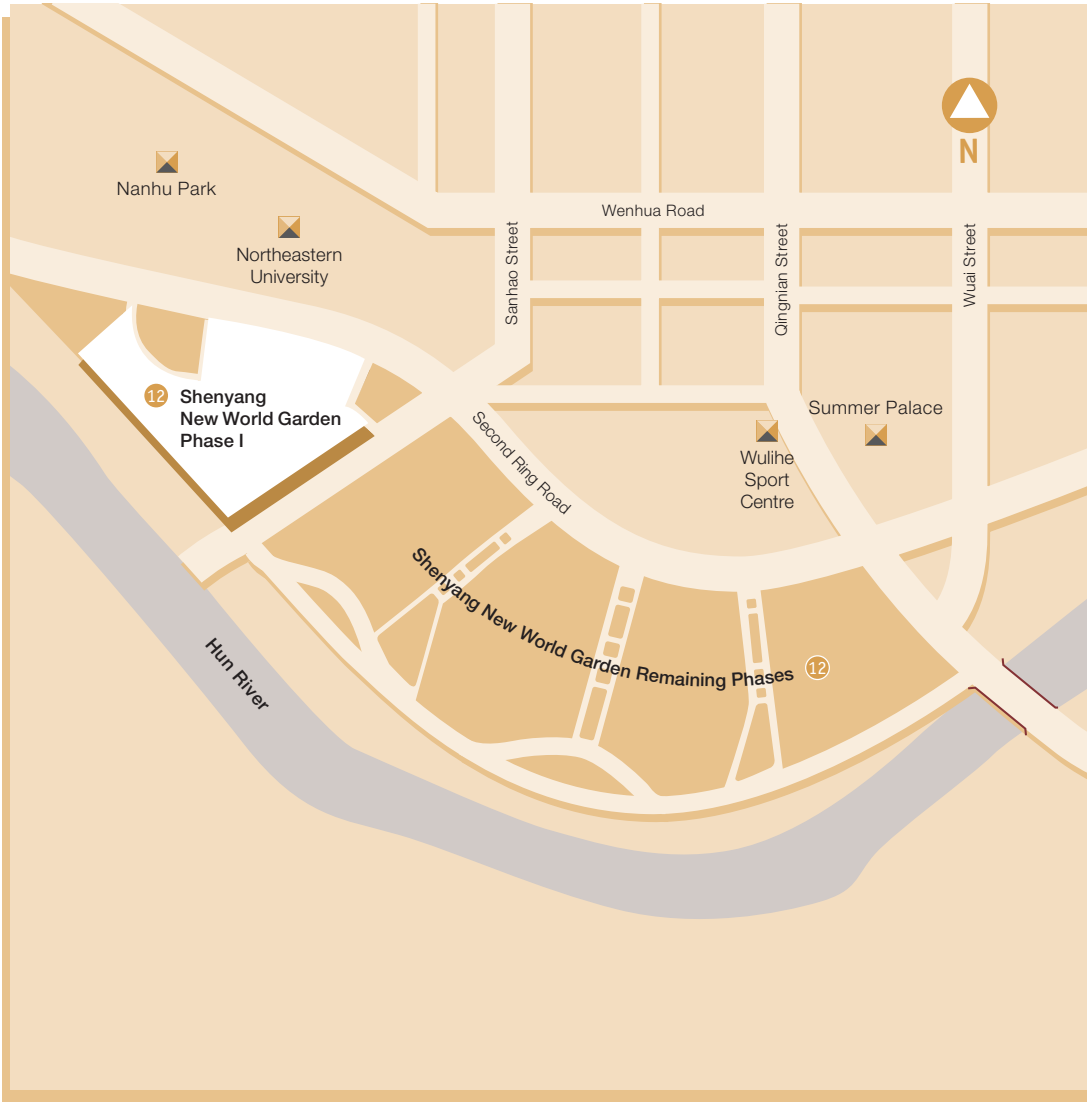 N
Nanhu Park
Wenhua Road
Northeastern
University
Sanhao Street
Qingnian Street
Wuai Street
12
Shenyang
New World Garden
Phase I
Second Ring Road
Summer Palace
Wulihe
Sport
Centre
Shenyang New World Garden Remaining Phases
12
Hun River